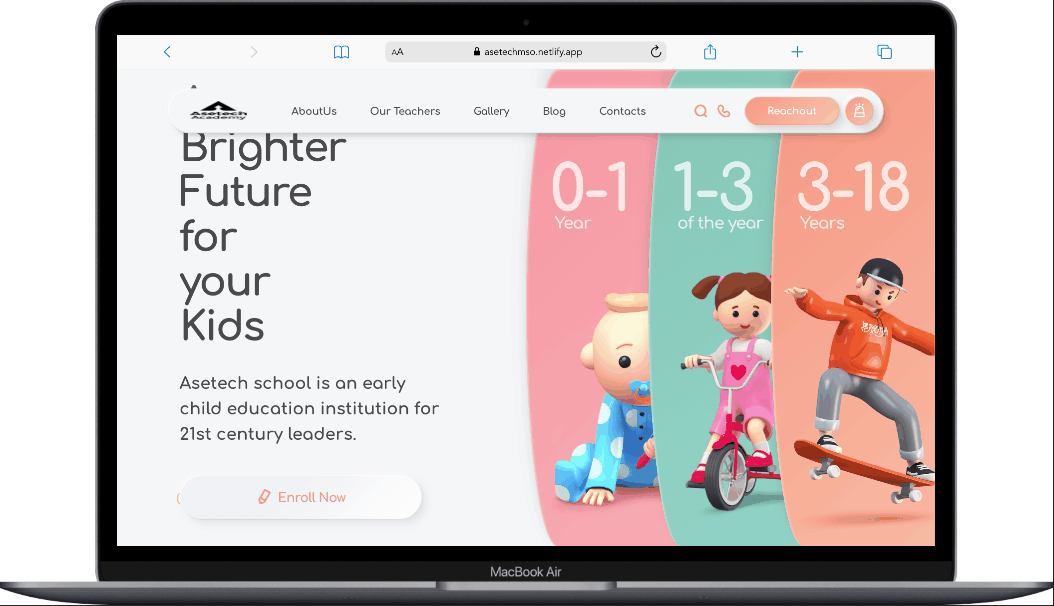 AA
asetechmso.netlify.app
Asetech
Academy
AboutUs
Our Teachers
Gallery
Blog
Contacts
Reachout
Brighter
Future
for
your
Kids
Asetech school is an early
child education institution for
21st century leaders.
Enroll Now
0-1
Year
1-3
of the year
3-18
Years
MacBook Air